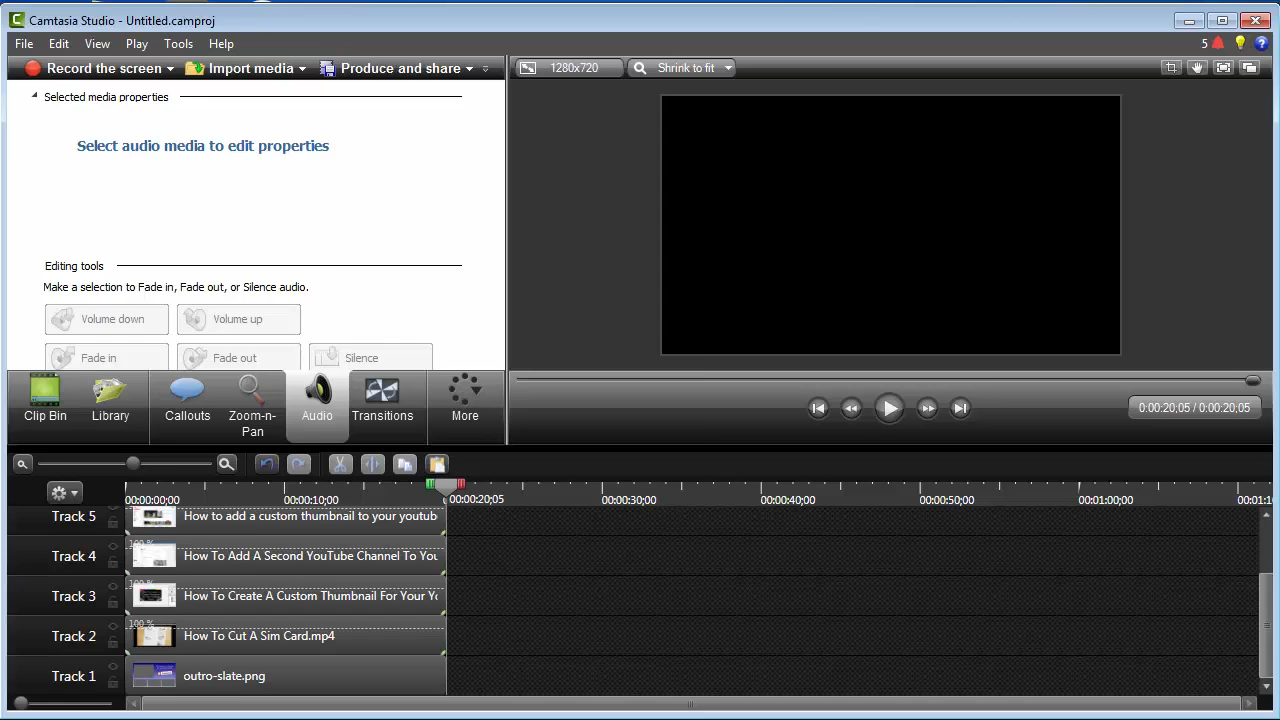 Camtasia Studio - Untitled.camproj
File Edit View Play Tools Help 5
Record the screen Import media Produce and share 1280x720 Shrink to fit
Selected media properties
Select audio media to edit properties
Editing tools
Make a selection to Fade in, Fade out, or Silence audio.
Volume down Volume up
Fade in Fade out Silence
Clip Bin Library Callouts Zoom-n-Pan Audio Transitions More
0:00:20;05 / 0:00:20;05
00:00:00;00 00:00:10;00 00:00:20;05 00:00:30;00 00:00:40;00 00:00:50;00 00:01:00;00 00:01:1
Track 5 How to add a custom thumbnail to your youtub
Track 4 100 % How To Add A Second YouTube Channel To You
Track 3 100 % How To Create A Custom Thumbnail For Your Yo
Track 2 100 % How To Cut A Sim Card.mp4
Track 1 outro-slate.png